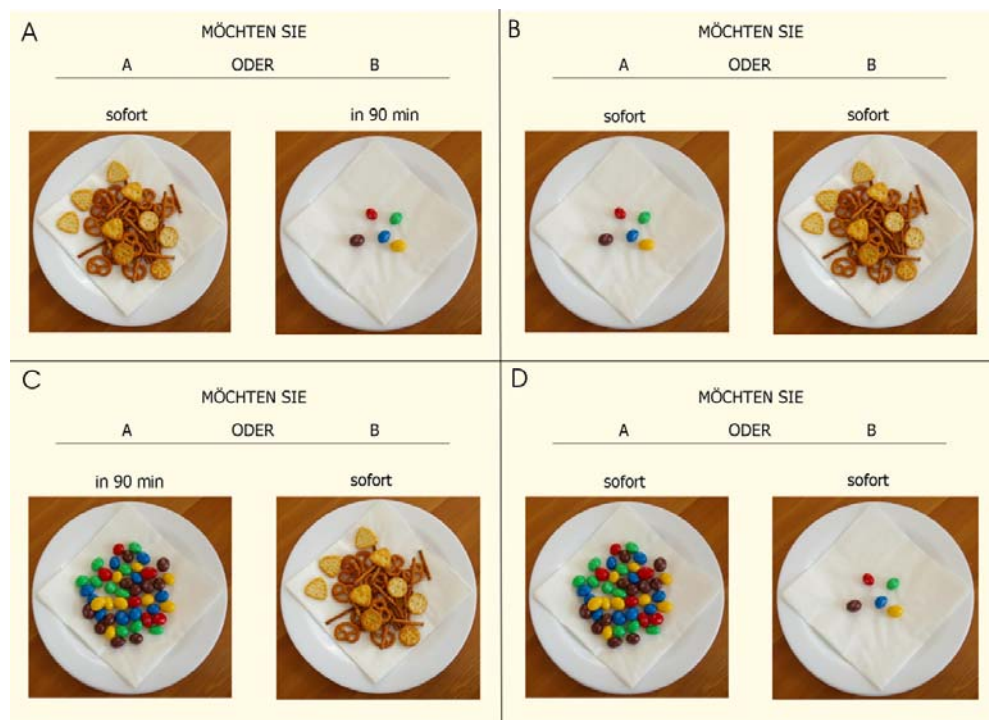 A
MÖCHTEN SIE
A ODER B
sofort in 90 min
B
MÖCHTEN SIE
A ODER B
sofort sofort
C
MÖCHTEN SIE
A ODER B
in 90 min sofort
D
MÖCHTEN SIE
A ODER B
sofort sofort